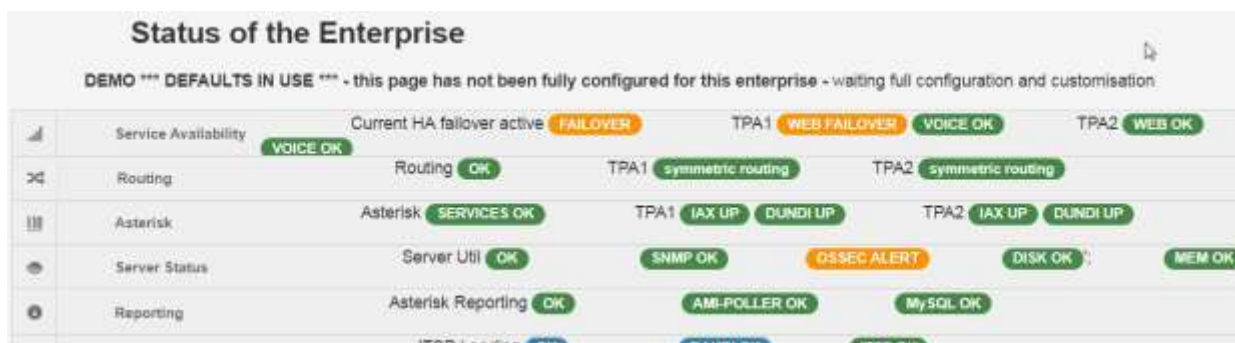 Status of the Enterprise
DEMO *** DEFAULTS IN USE *** - this page has not been fully configured for this enterprise - waiting full configuration and customisation
Service Availability Current HA failover active FAILOVER TPA1 WEB FAILOVER VOICE OK TPA2 WEB OK
VOICE OK
Routing Routing OK TPA1 symmetric routing TPA2 symmetric routing
Asterisk Asterisk SERVICES OK TPA1 IAX UP DUNDI UP TPA2 IAX UP DUNDI UP
Server Status Server Util OK SNMP OK OSSEC ALERT DISK OK '; MEM OK
Reporting Asterisk Reporting OK AMI-POLLER OK MySQL OK